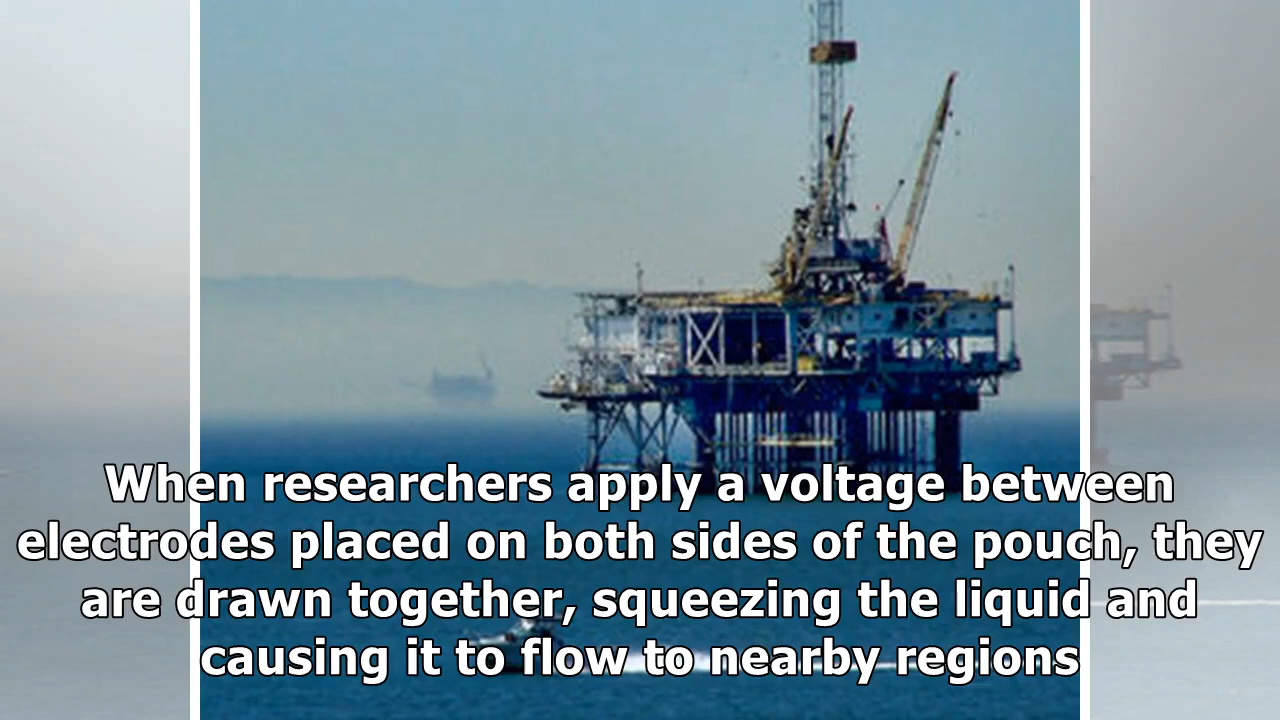 When researchers apply a voltage between
electrodes placed on both sides of the pouch, they
are drawn together, squeezing the liquid and
causing it to flow to nearby regions